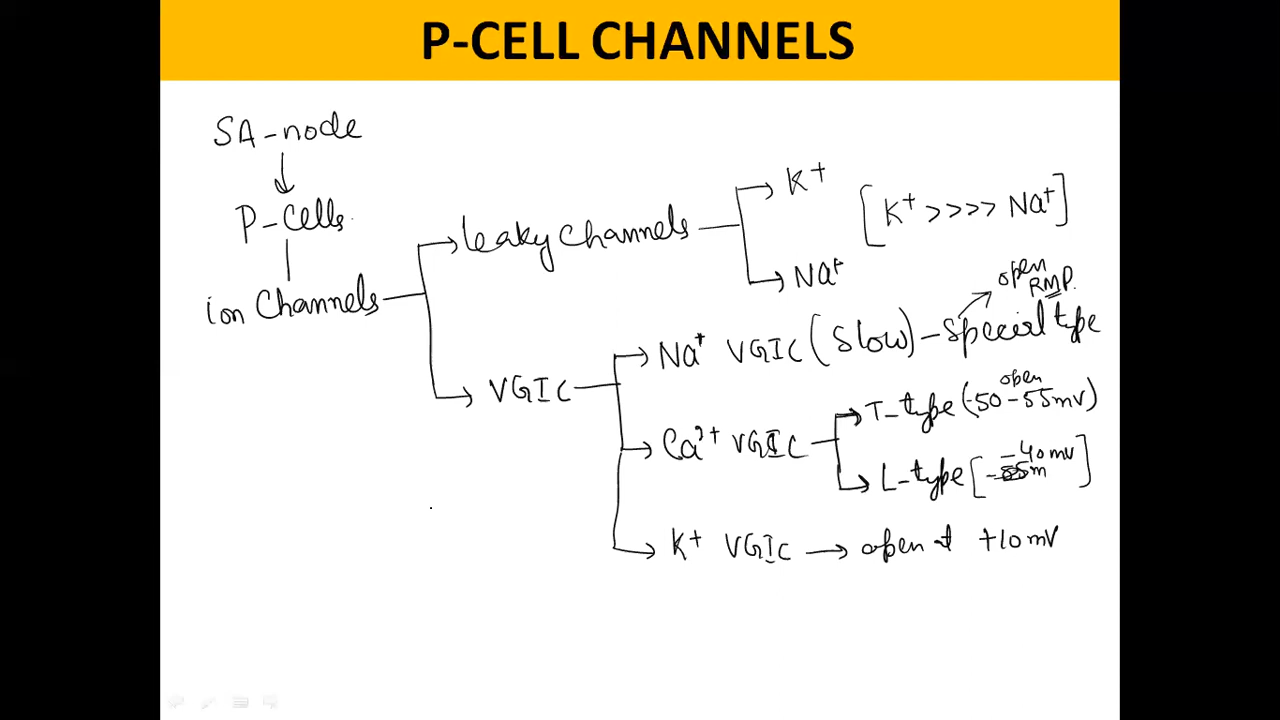 P-CELL CHANNELS
SA-node
P-Cells
ion Channels
leaky Channels
K+
Na+
[K+ >>>> Na+]
VGIC
Na+ VGIC (Slow) - Special type
open
RMP.
Ca2+ VGIC
T-type (-50 - 55mv)
open
L-type [-40mv]
K+ VGIC → open at +10mV